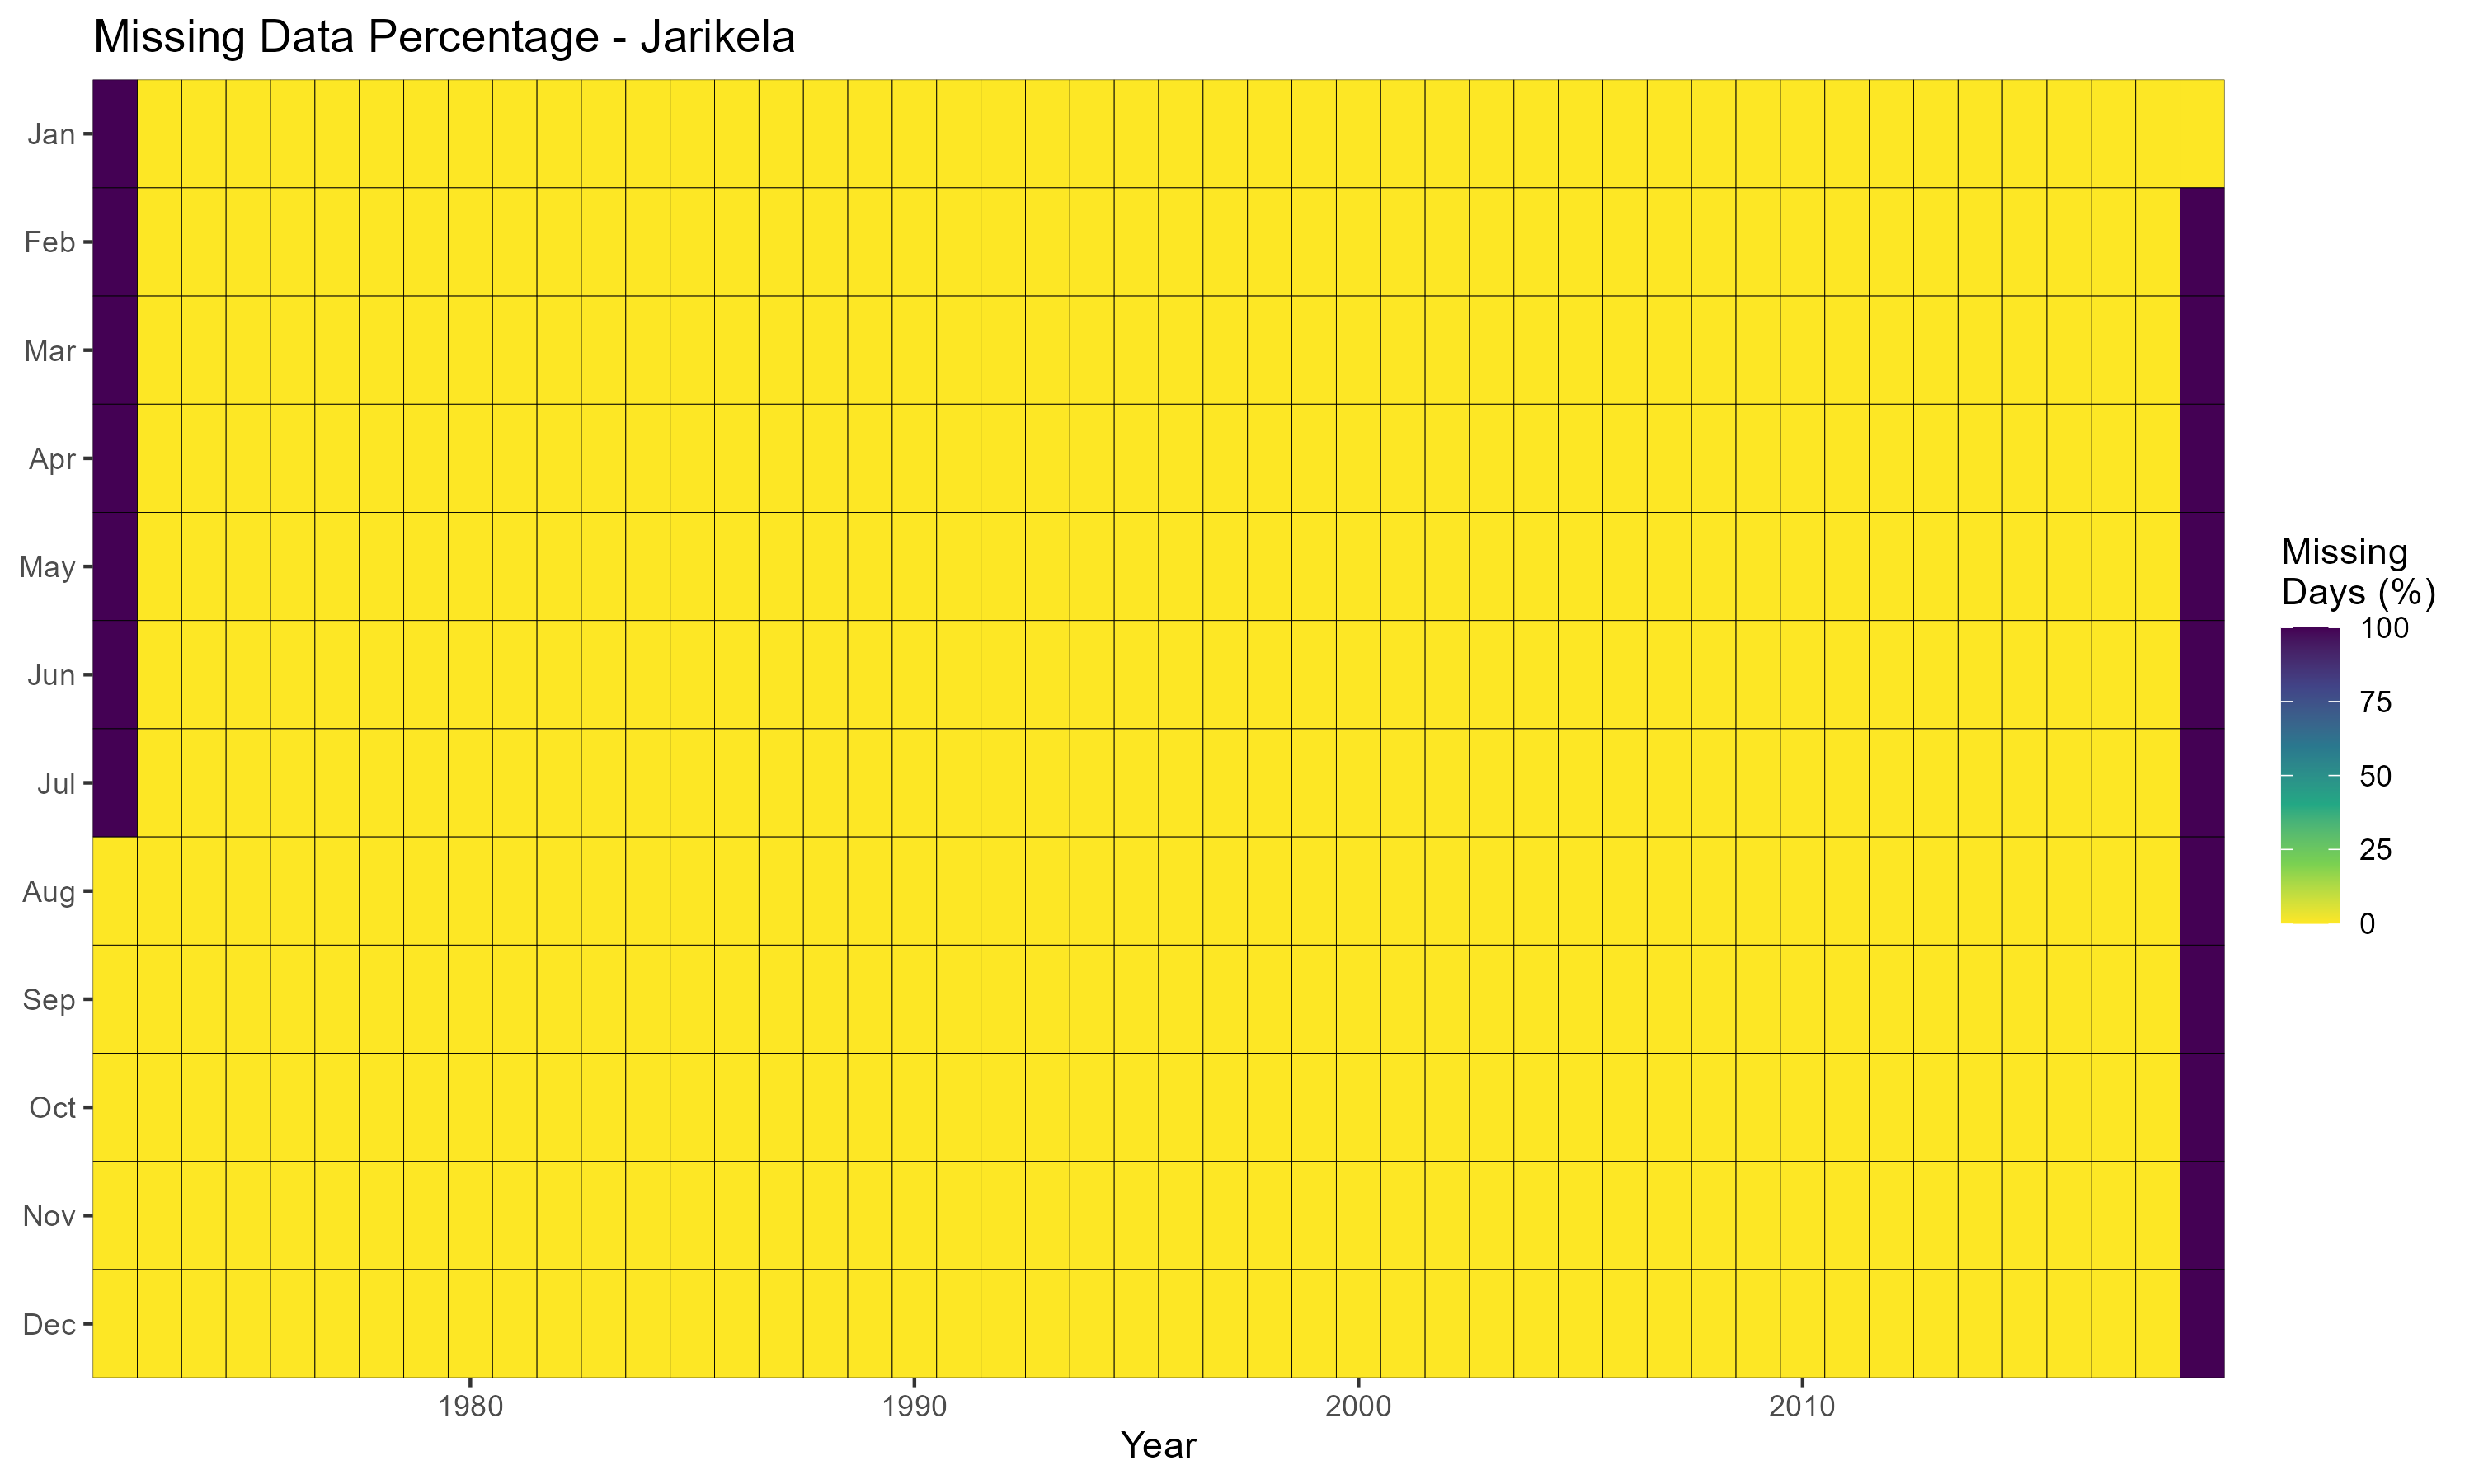 Missing Data Percentage - Jarikela
Jan
Feb
Mar
Apr
May
Jun
Jul
Aug
Sep
Oct
Nov
Dec
1980 1990 2000 2010
Year
Missing
Days (%)
100
75
50
25
0